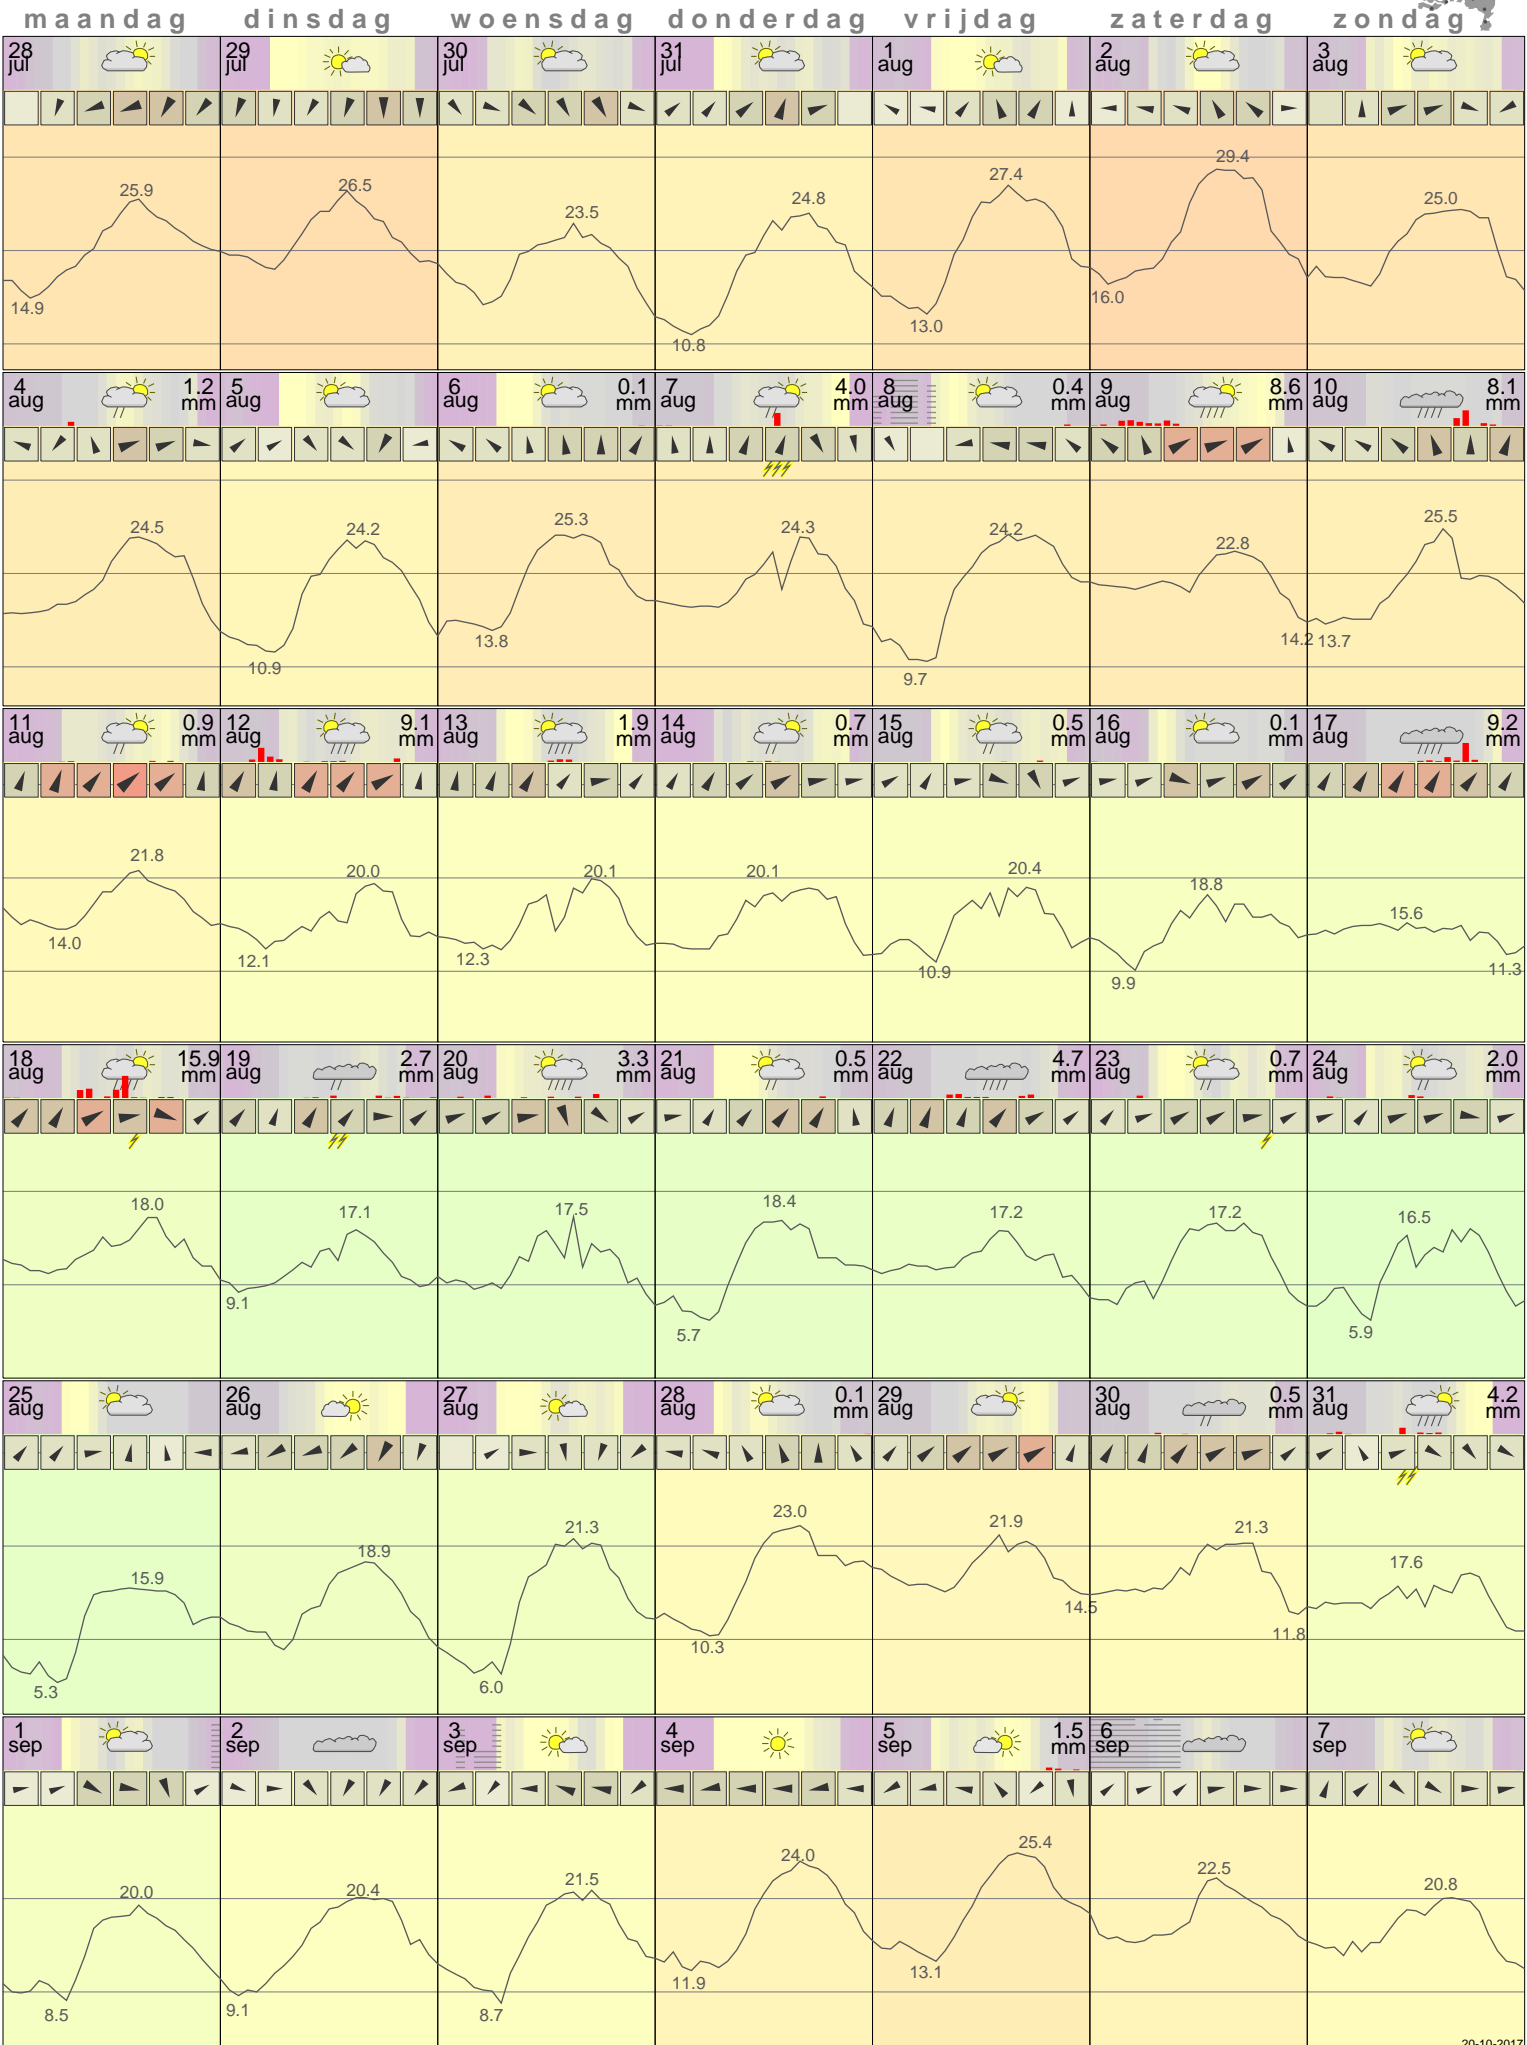 maandag dinsdag woensdag donderdag vrijdag zaterdag zondag
28 29 30 31 1 2 3
jul jul jul jul aug aug aug
25.9 26.5 23.5 24.8 27.4 29.4 25.0
14.9 10.8 13.0 16.0
4 1.2 5 6 0.1 7 4.0 8 0.4 9 8.6 10 8.1
aug mm aug aug mm aug mm aug mm aug mm aug mm
24.5 24.2 25.3 24.3 24.2 22.8 25.5
10.9 13.8 9.7 14.2 13.7
11 0.9 12 9.1 13 1.9 14 0.7 15 0.5 16 0.1 17 9.2
aug mm aug mm aug mm aug mm aug mm aug mm aug mm
21.8 20.0 20.1 20.1 20.4 18.8 15.6
14.0 12.1 12.3 10.9 9.9 11.3
18 15.9 19 2.7 20 3.3 21 0.5 22 4.7 23 0.7 24 2.0
aug mm aug mm aug mm aug mm aug mm aug mm aug mm
18.0 17.1 17.5 18.4 17.2 17.2 16.5
9.1 5.7 5.9
25 26 27 28 0.1 29 30 0.5 31 4.2
aug aug aug aug mm aug aug mm aug mm
15.9 18.9 21.3 23.0 21.9 21.3 17.6
5.3 6.0 10.3 14.5 11.8
1 2 3 4 5 1.5 6 7
sep sep sep sep sep mm sep sep
20.0 20.4 21.5 24.0 25.4 22.5 20.8
8.5 9.1 8.7 11.9 13.1
20-10-2017